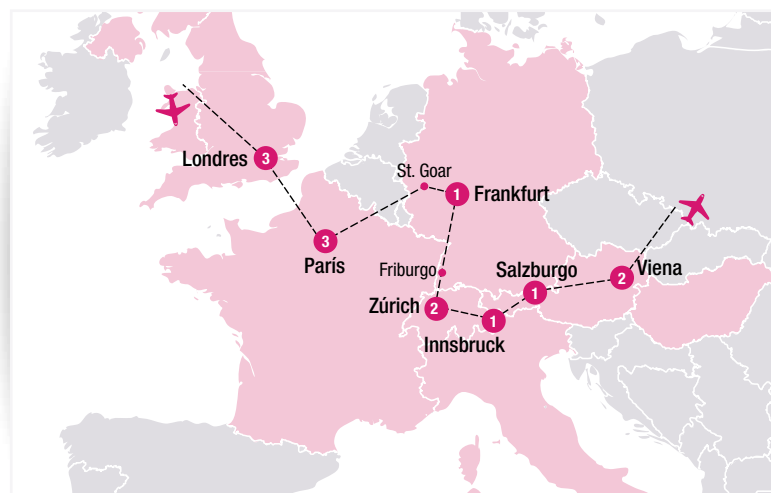 Londres
3
St. Goar
1
Frankfurt
3
París
Friburgo
Salzburgo
1
Viena
2
Zúrich
2
1
Innsbruck